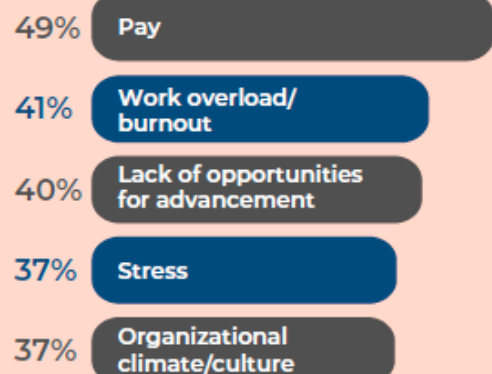 49% Pay
41% Work overload/
burnout
40% Lack of opportunities
for advancement
37% Stress
37% Organizational
climate/culture